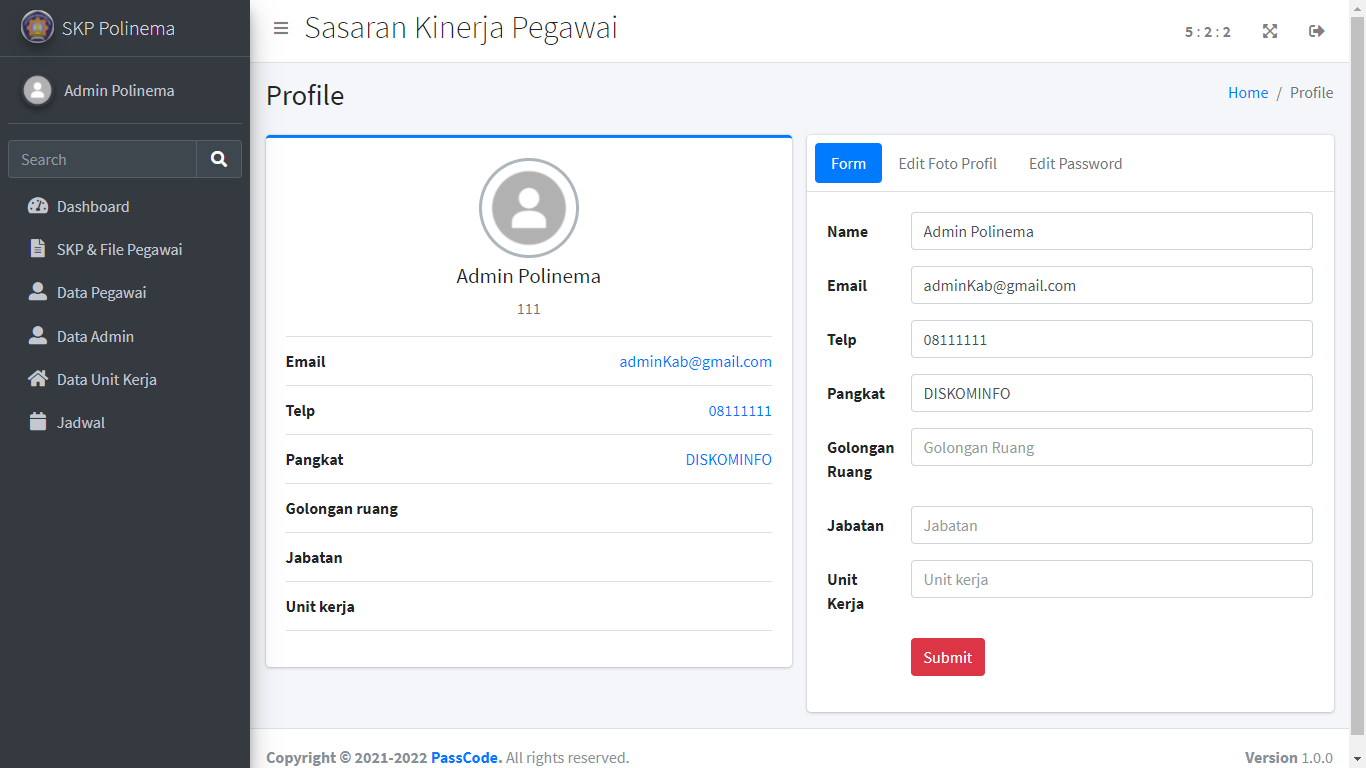 SKP Polinema
Admin Polinema
Search
Dashboard
SKP & File Pegawai
Data Pegawai
Data Admin
Data Unit Kerja
Jadwal
Sasaran Kinerja Pegawai
5 : 2 : 2
Profile
Home / Profile
Admin Polinema
111
Email adminKab@gmail.com
Telp 08111111
Pangkat DISKOMINFO
Golongan ruang
Jabatan
Unit kerja
Form Edit Foto Profil Edit Password
Name Admin Polinema
Email adminKab@gmail.com
Telp 08111111
Pangkat DISKOMINFO
Golongan Golongan Ruang
Ruang
Jabatan Jabatan
Unit Unit kerja
Kerja
Submit
Copyright © 2021-2022 PassCode. All rights reserved.
Version 1.0.0